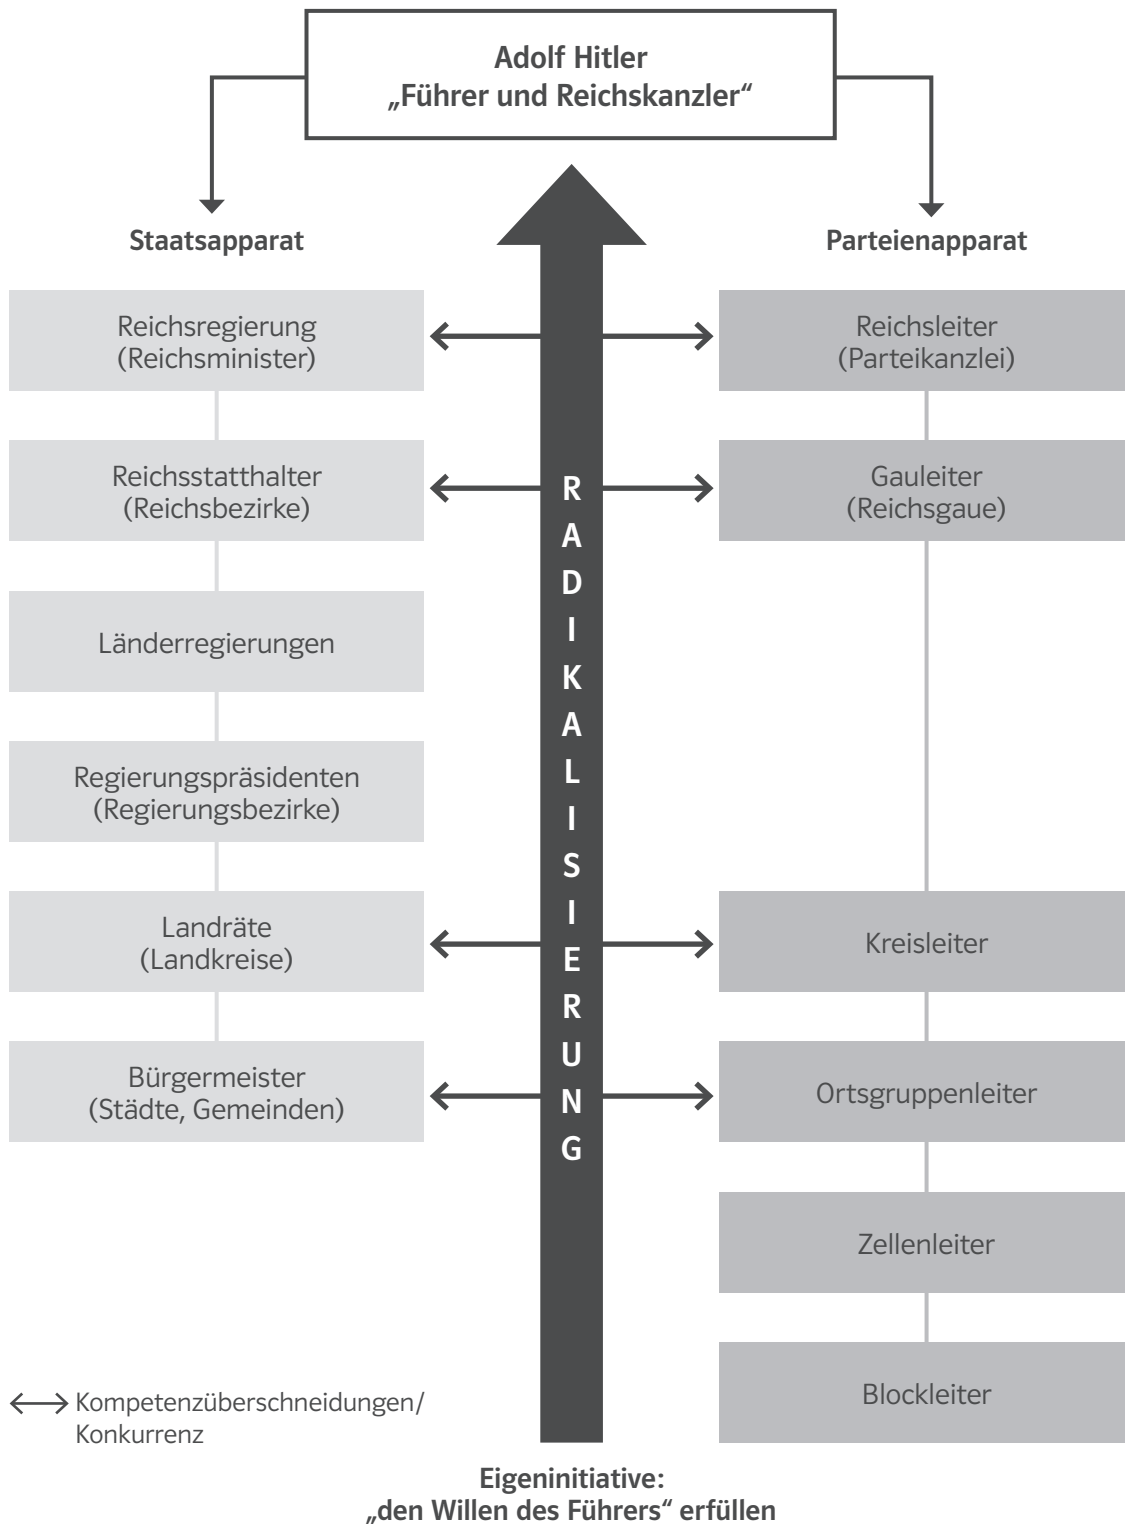 Adolf Hitler
„Führer und Reichskanzler“
Staatsapparat
Parteienapparat
Reichsregierung
(Reichsminister)
Reichsleiter
(Parteikanzlei)
Reichsstatthalter
(Reichsbezirke)
Gauleiter
(Reichsgaue)
Länderregierungen
Regierungspräsidenten
(Regierungsbezirke)
Landräte
(Landkreise)
Kreisleiter
Bürgermeister
(Städte, Gemeinden)
Ortsgruppenleiter
Zellenleiter
Blockleiter
RADIKALISIERUNG
Kompetenzüberschneidungen/
Konkurrenz
Eigeninitiative:
„den Willen des Führers“ erfüllen